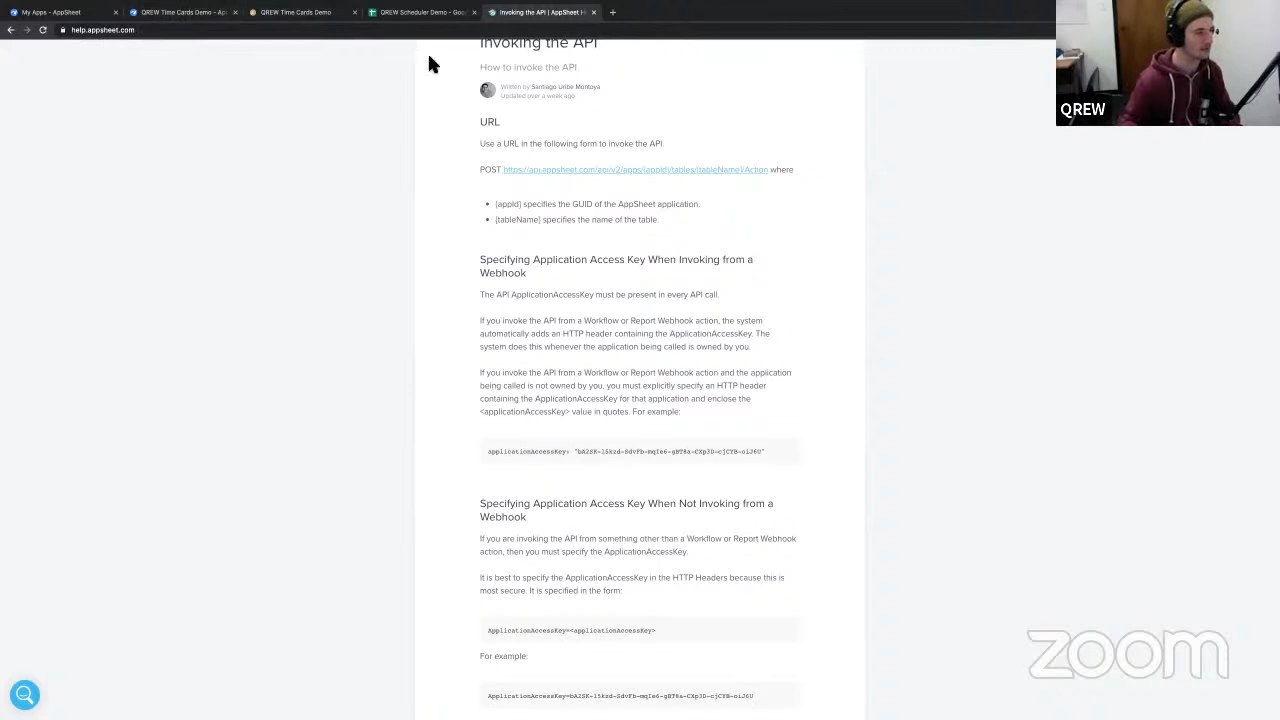 My Apps - AppSheet
QREW Time Cards Demo - Ap
QREW Time Cards Demo
QREW Scheduler Demo - Goo
Invoking the API | AppSheet H
help.appsheet.com
Invoking the API
How to invoke the API.
Written by Santiago Uribe Montoya
Updated over a week ago
URL
Use a URL in the following form to invoke the API.
POST https://api.appsheet.com/api/v2/apps/{appId}/tables/{tableName}/Action where
{appId} specifies the GUID of the AppSheet application.
{tableName} specifies the name of the table.
Specifying Application Access Key When Invoking from a
Webhook
The API ApplicationAccessKey must be present in every API call.
If you invoke the API from a Workflow or Report Webhook action, the system
automatically adds an HTTP header containing the ApplicationAccessKey. The
system does this whenever the application being called is owned by you.
If you invoke the API from a Workflow or Report Webhook action and the application
being called is not owned by you, you must explicitly specify an HTTP header
containing the ApplicationAccessKey for that application and enclose the
<applicationAccessKey> value in quotes. For example:
applicationAccessKey: "bA2SK-l5kzd-SdvFb-mqIe6-gBT8a-CXp3D-cjCYB-oiJ6U"
Specifying Application Access Key When Not Invoking from a
Webhook
If you are invoking the API from something other than a Workflow or Report Webhook
action, then you must specify the ApplicationAccessKey.
It is best to specify the ApplicationAccessKey in the HTTP Headers because this is
most secure. It is specified in the form:
ApplicationAccessKey=<applicationAccessKey>
For example:
ApplicationAccessKey=bA2SK-l5kzd-SdvFb-mqIe6-gBT8a-CXp3D-cjCYB-oiJ6U
QREW
zoom